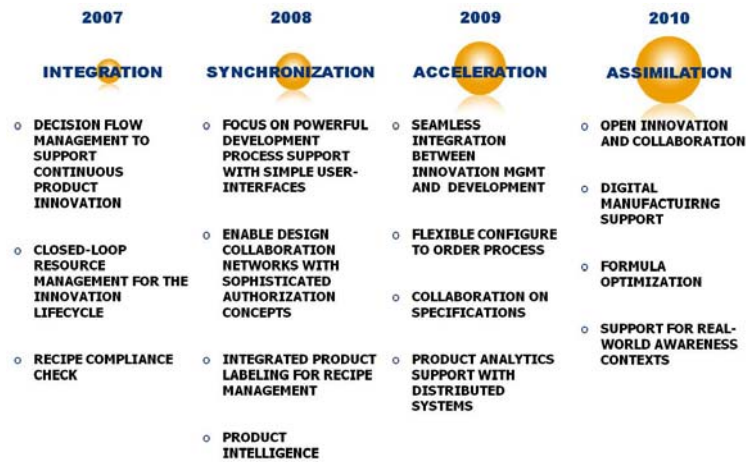 2007
INTEGRATION
DECISION FLOW
MANAGEMENT TO
SUPPORT
CONTINUOUS
PRODUCT
INNOVATION
CLOSED-LOOP
RESOURCE
MANAGEMENT FOR THE
INNOVATION
LIFECYCLE
RECIPE COMPLIANCE
CHECK
2008
SYNCHRONIZATION
FOCUS ON POWERFUL
DEVELOPMENT
PROCESS SUPPORT
WITH SIMPLE USER-
INTERFACES
ENABLE DESIGN
COLLABORATION
NETWORKS WITH
SOPHISTICATED
AUTHORIZATION
CONCEPTS
INTEGRATED PRODUCT
LABELING FOR RECIPE
MANAGEMENT
PRODUCT
INTELLIGENCE
2009
ACCELERATION
SEAMLESS
INTEGRATION
BETWEEN
INNOVATION MGMT
AND DEVELOPMENT
FLEXIBLE CONFIGURE
TO ORDER PROCESS
COLLABORATION ON
SPECIFICATIONS
PRODUCT ANALYTICS
SUPPORT WITH
DISTRIBUTED
SYSTEMS
2010
ASSIMILATION
OPEN INNOVATION
AND COLLABORATION
DIGITAL
MANUFACTUIRNG
SUPPORT
FORMULA
OPTIMIZATION
SUPPORT FOR REAL-
WORLD AWARENESS
CONTEXTS